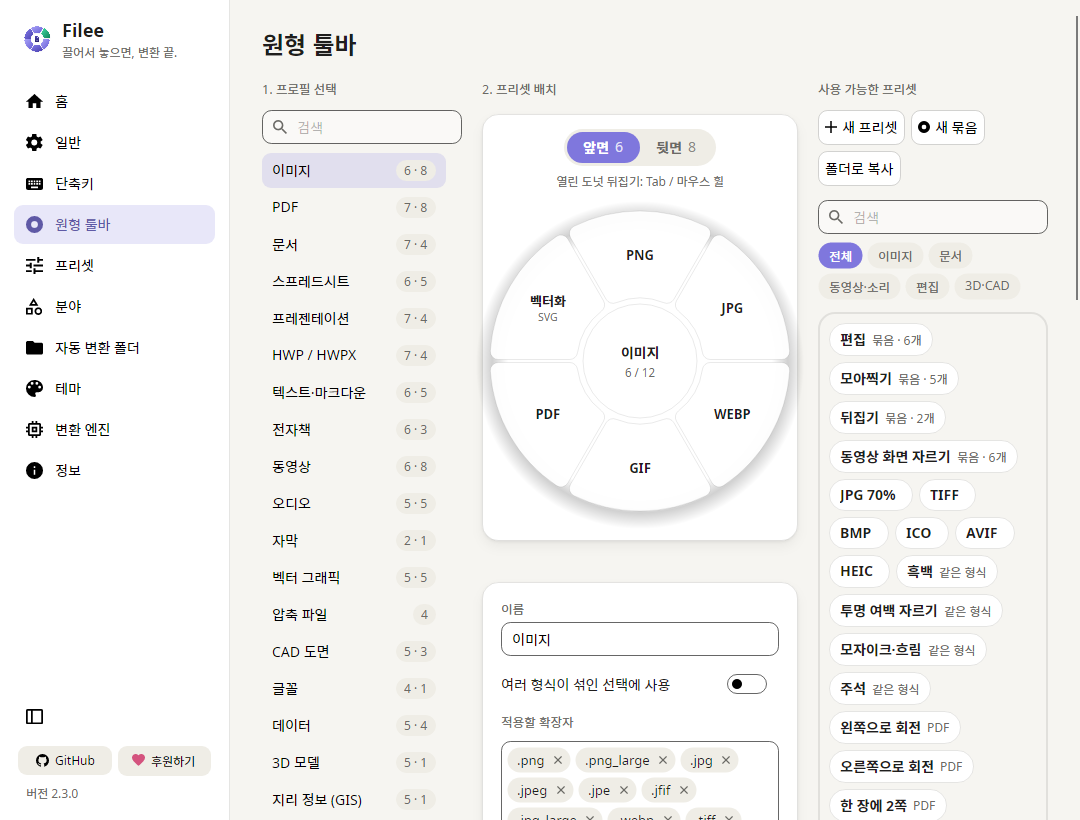 Filee
끌어서 놓으면, 변환 끝.
홈
일반
단축키
원형 툴바
프리셋
분야
자동 변환 폴더
테마
변환 엔진
정보
GitHub
후원하기
버전 2.3.0
원형 툴바
1. 프로필 선택
검색
이미지 6 · 8
PDF 7 · 8
문서 7 · 4
스프레드시트 6 · 5
프레젠테이션 7 · 4
HWP / HWPX 7 · 4
텍스트·마크다운 6 · 5
전자책 6 · 3
동영상 6 · 8
오디오 5 · 5
자막 2 · 1
벡터 그래픽 5 · 5
압축 파일 4
CAD 도면 5 · 3
글꼴 4 · 1
데이터 5 · 4
3D 모델 5 · 1
지리 정보 (GIS) 5 · 1
2. 프리셋 배치
앞면 6 뒷면 8
열린 도넛 뒤집기: Tab / 마우스 휠
PNG
벡터화
SVG
JPG
이미지
6 / 12
PDF
WEBP
GIF
이름
이미지
여러 형식이 섞인 선택에 사용
적용할 확장자
.png ✕ .png_large ✕ .jpg ✕
.jpeg ✕ .jpe ✕ .jfif ✕
.jpg_large ✕ .webp ✕ .tiff ✕
사용 가능한 프리셋
새 프리셋 새 묶음
폴더로 복사
검색
전체 이미지 문서
동영상·소리 편집 3D·CAD
편집 묶음 · 6개
모아찍기 묶음 · 5개
뒤집기 묶음 · 2개
동영상 화면 자르기 묶음 · 6개
JPG 70% TIFF
BMP ICO AVIF
HEIC 흑백 같은 형식
투명 여백 자르기 같은 형식
모자이크·흐림 같은 형식
주석 같은 형식
왼쪽으로 회전 PDF
오른쪽으로 회전 PDF
한 장에 2쪽 PDF